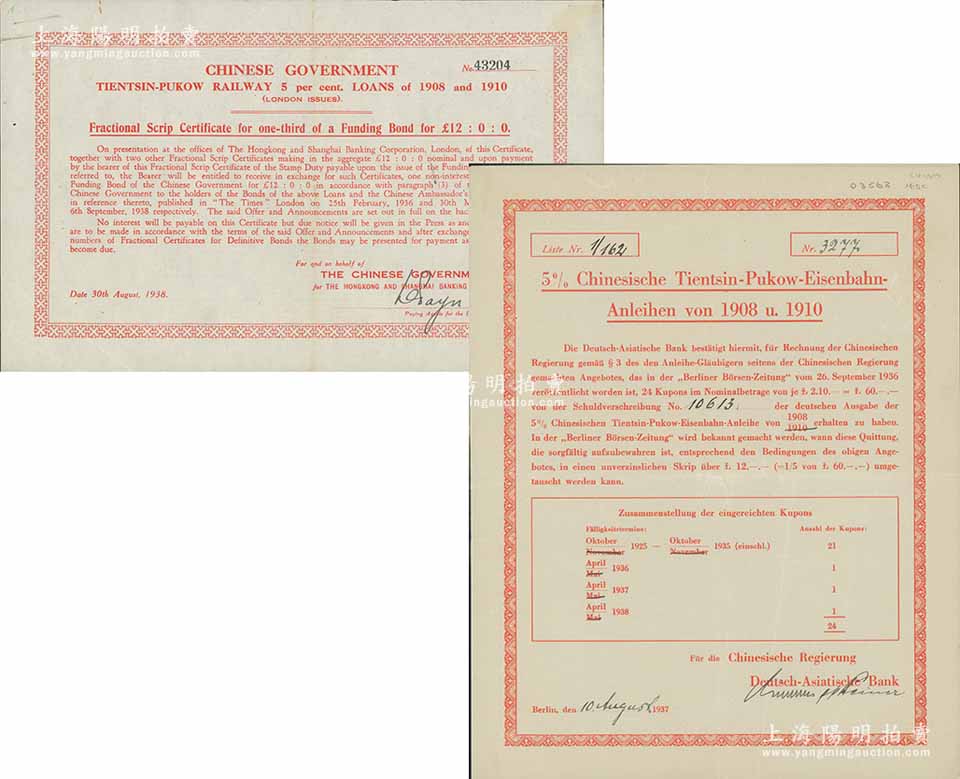 上海陽明拍卖
www.yangmingauction.com
CHINESE GOVERNMENT
No. 43204
TIENTSIN-PUKOW RAILWAY 5 per cent. LOANS of 1908 and 1910
(LONDON ISSUES).
Fractional Scrip Certificate for one-third of a Funding Bond for £12 : 0 : 0.
On presentation at the offices of The Hongkong and Shanghai Banking Corporation, London, of this Certificate,
together with two other Fractional Scrip Certificates making in the aggregate £12 : 0 : 0 nominal and upon payment
by the bearer of this Fractional Scrip Certificate of the Stamp Duty payable upon the issue of the Funding
referred to, the Bearer will be entitled to receive in exchange for such Certificates, one non-interest
Funding Bond of the Chinese Government for £12 : 0 : 0 in accordance with paragraph (3) of
Chinese Government to the holders of the Bonds of the above Loans and the Chinese Ambassador's
in reference thereto, published in "The Times" London on 25th February, 1936 and 30th
6th September, 1938 respectively. The said Offer and Announcements are set out in full on the back
No interest will be payable on this Certificate but due notice will be given in the Press as and
are to be made in accordance with the terms of the said Offer and Announcements and after exchange
numbers of Fractional Certificates for Definitive Bonds the Bonds may be presented for payment as
become due.
For and on behalf of
THE CHINESE GOVERNM
for THE HONGKONG AND SHANGHAI BANKING
Date 30th August, 1938.
Paying Agents for the
03563
Liste Nr. 1/162
Nr. 3277
5% Chinesische Tientsin-Pukow-Eisenbahn-
Anleihen von 1908 u. 1910
Die Deutsch-Asiatische Bank bestätigt hiermit, für Rechnung der Chinesischen
Regierung gemäß § 3 des den Anleihe-Gläubigern seitens der Chinesischen Regierung
gemachten Angebotes, das in der „Berliner Börsen-Zeitung" vom 26. September 1936
veröffentlicht worden ist, 24 Kupons im Nominalbetrage von je £ 2.10.— = £ 60.—.—
von der Schuldverschreibung No. 10613. der deutschen Ausgabe der
5% Chinesischen Tientsin-Pukow-Eisenbahn-Anleihe von 1908 1910 erhalten zu haben.
In der „Berliner Börsen-Zeitung" wird bekannt gemacht werden, wann diese Quittung,
die sorgfältig aufzubewahren ist, entsprechend den Bedingungen des obigen Ange-
botes, in einen unverzinslichen Skrip über £ 12.—.— (=1/5 von £ 60.—.—) umge-
tauscht werden kann.
Zusammenstellung der eingereichten Kupons
Fälligkeitstermine: Anzahl der Kupons:
Oktober November 1925 — Oktober November 1935 (einschl.) 21
April Mai 1936 1
April Mai 1937 1
April Mai 1938 1
24
Für die Chinesische Regierung
Deutsch-Asiatische Bank
Berlin, den 10 August 1937
上海陽明拍卖
www.yangmingauction.com